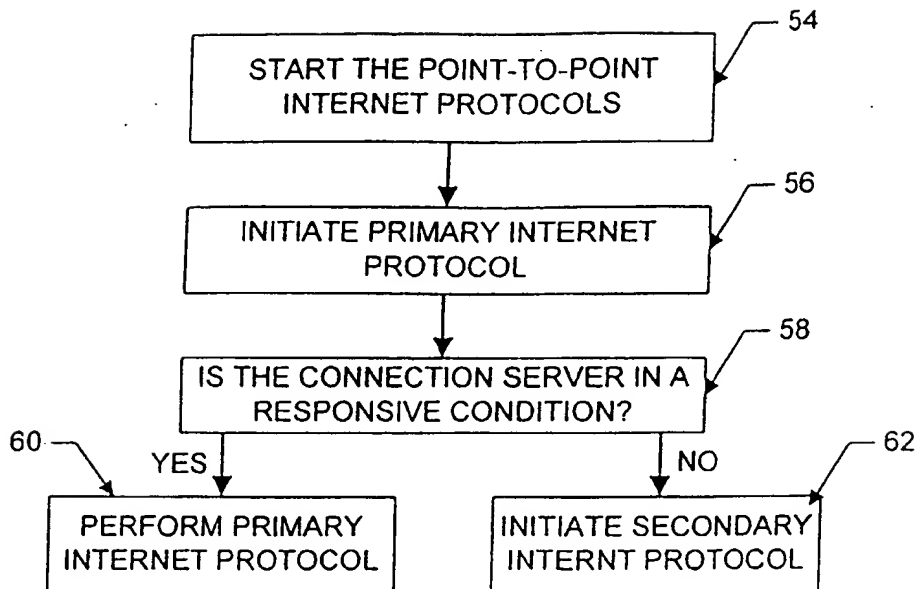 54
START THE POINT-TO-POINT
INTERNET PROTOCOLS
56
INITIATE PRIMARY INTERNET
PROTOCOL
58
IS THE CONNECTION SERVER IN A
RESPONSIVE CONDITION?
60
YES
NO
62
PERFORM PRIMARY
INTERNET PROTOCOL
INITIATE SECONDARY
INTERNT PROTOCOL